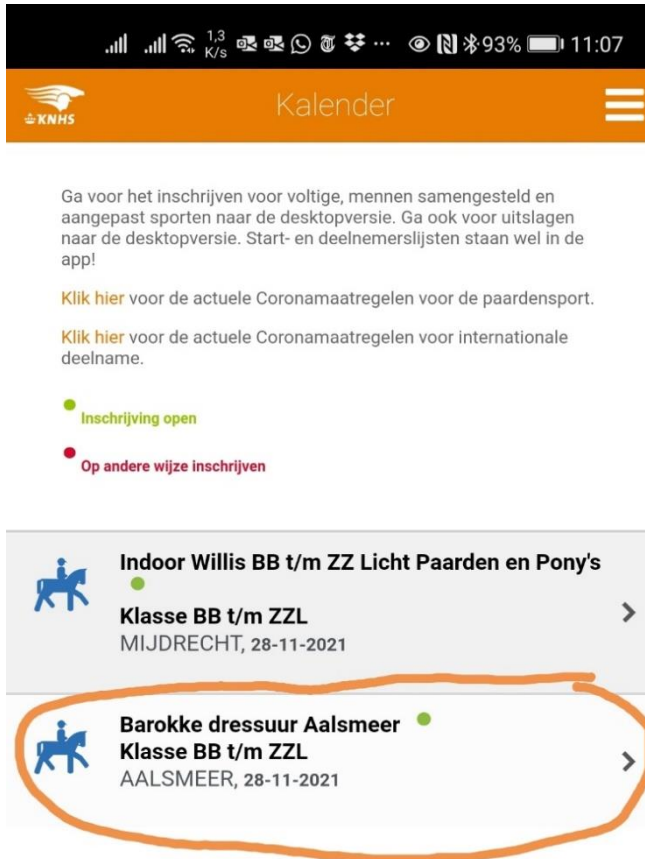 1,3
K/s
93%
11:07
KNHS
Kalender
Ga voor het inschrijven voor voltige, mennen samengesteld en
aangepast sporten naar de desktopversie. Ga ook voor uitslagen
naar de desktopversie. Start- en deelnemerslijsten staan wel in de
app!
Klik hier voor de actuele Coronamaatregelen voor de paardensport.
Klik hier voor de actuele Coronamaatregelen voor internationale
deelname.
Inschrijving open
Op andere wijze inschrijven
Indoor Willis BB t/m ZZ Licht Paarden en Pony's
Klasse BB t/m ZZL
MIJDRECHT, 28-11-2021
Barokke dressuur Aalsmeer
Klasse BB t/m ZZL
AALSMEER, 28-11-2021